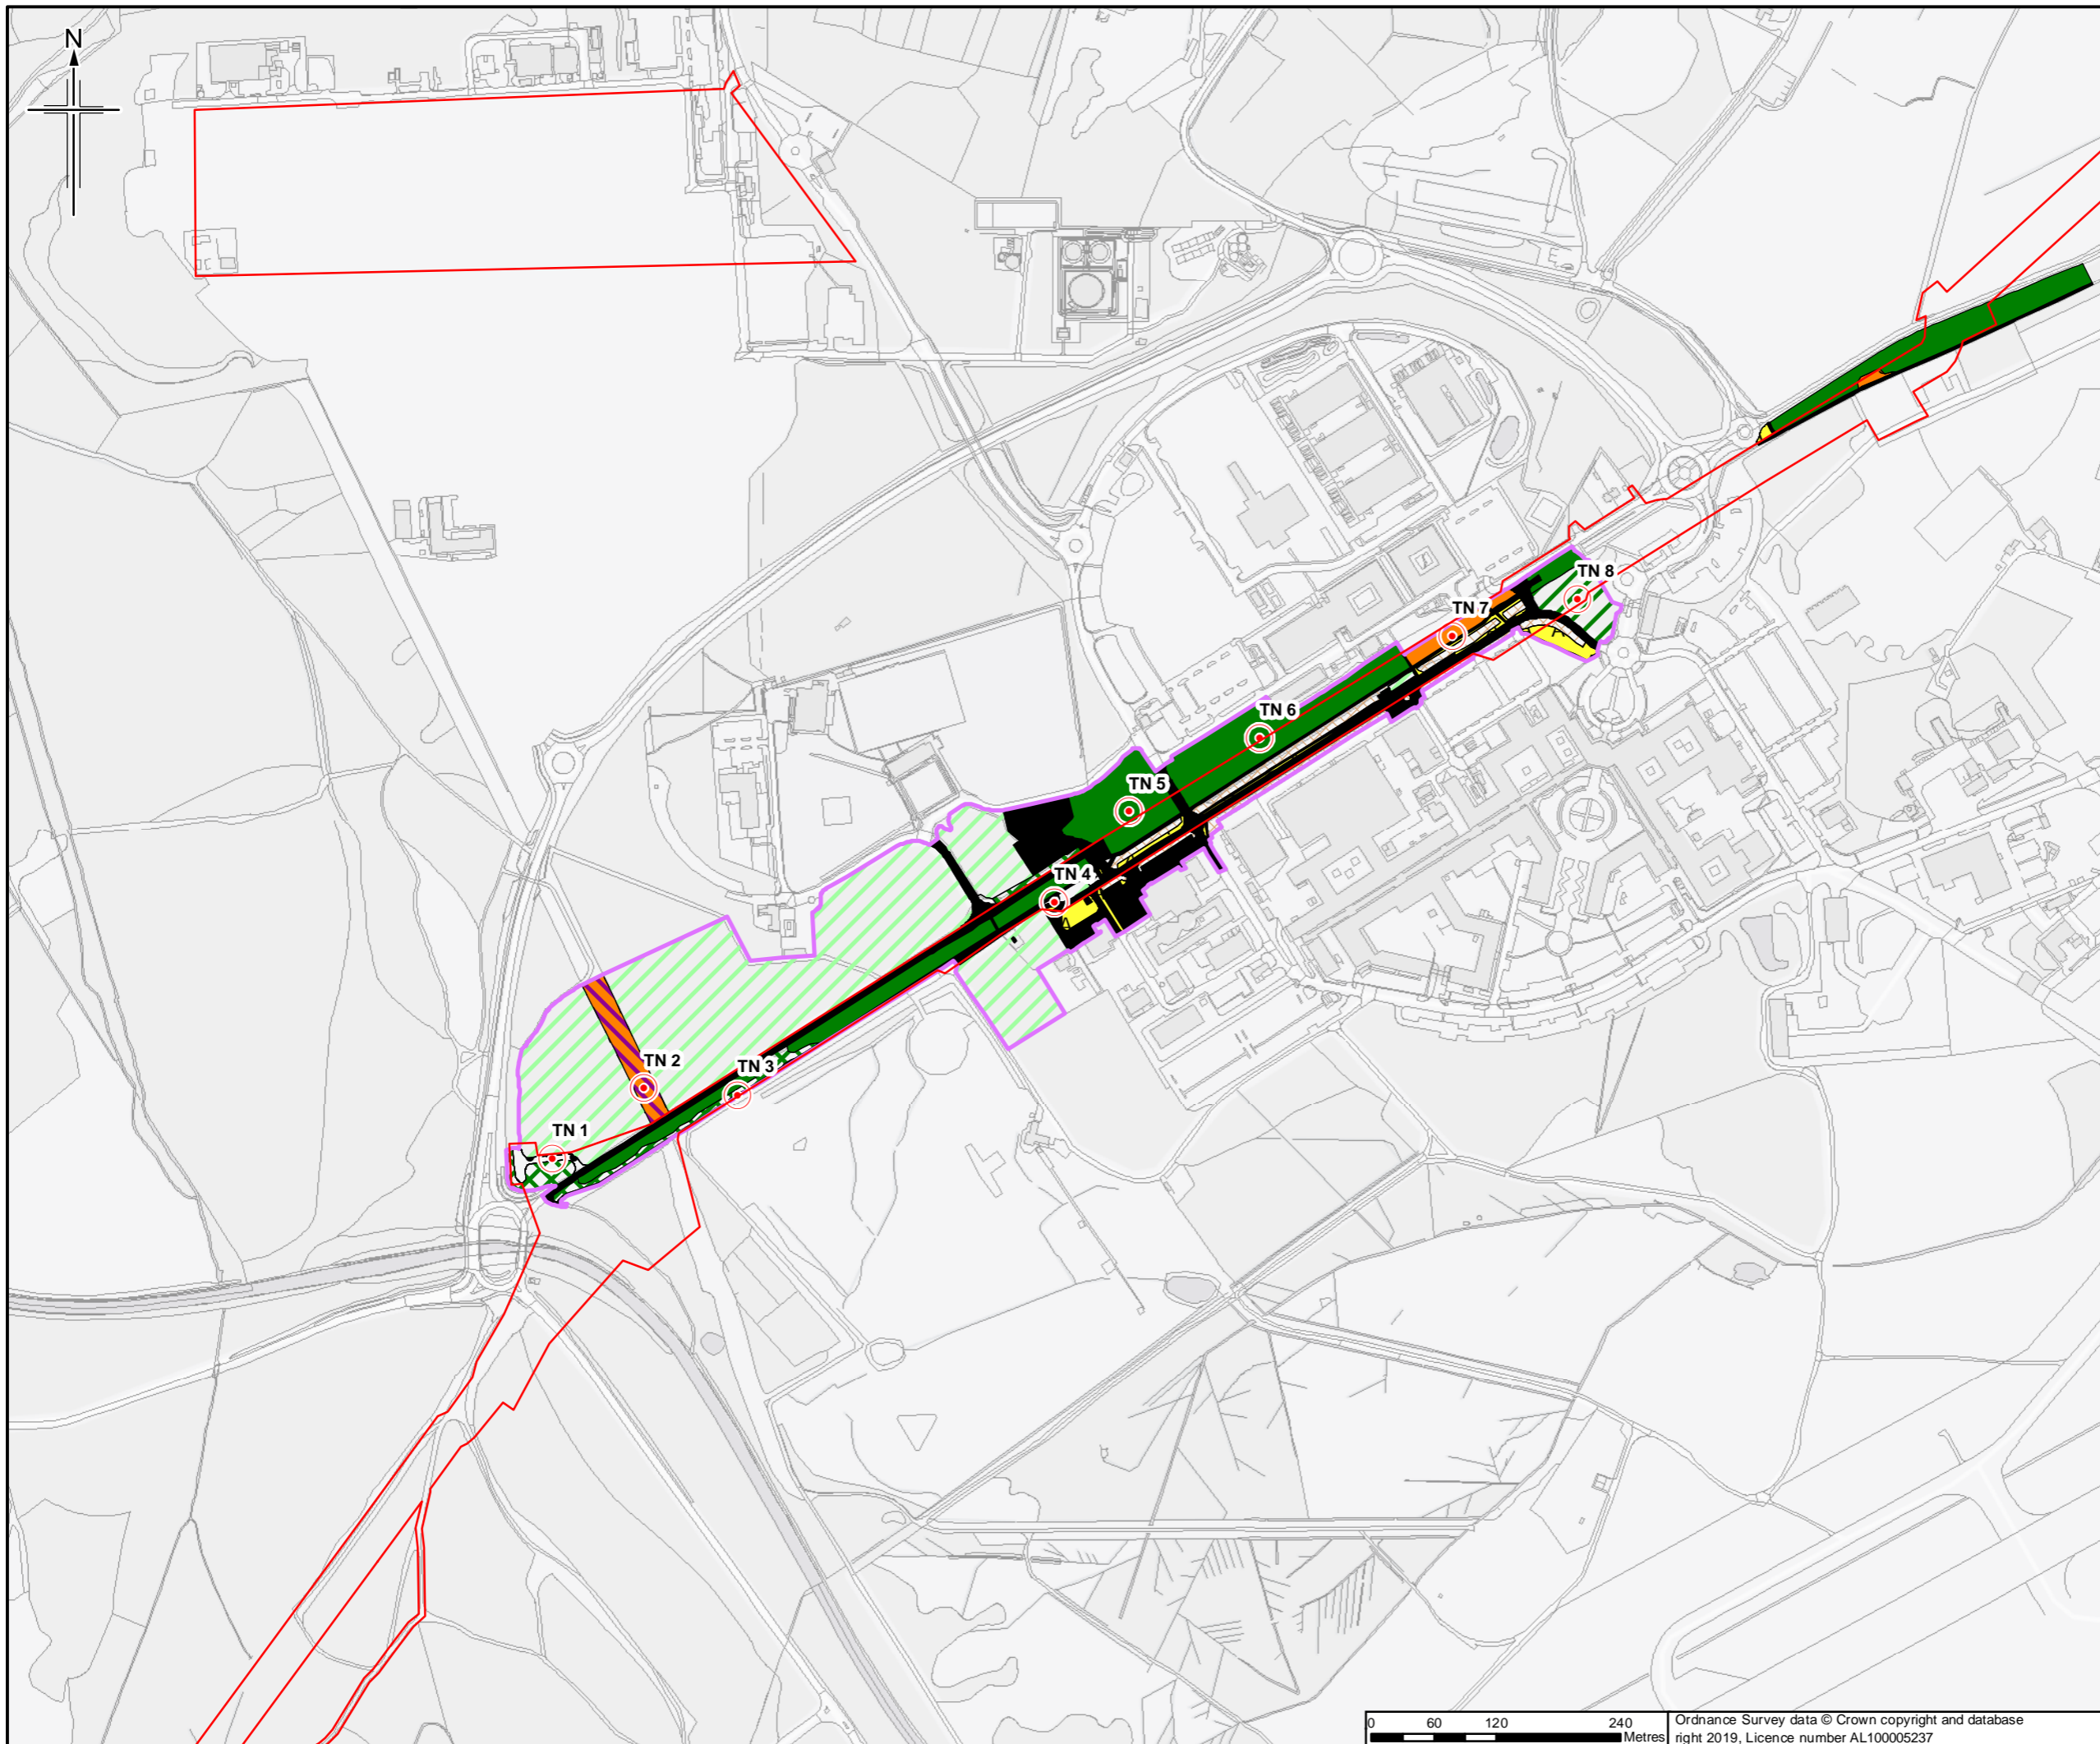 N
TN 8
TN 7
TN 6
TN 5
TN 4
TN 2
TN 3
TN 1
0 60 120 240
Metres
Ordnance Survey data © Crown copyright and database
right 2019, Licence number AL100005237